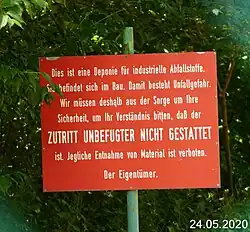 Dies ist eine Deponie für industrielle Abfallstoffe.
Sie befindet sich im Bau. Damit besteht Unfallgefahr.
Wir müssen deshalb aus der Sorge um Ihre
Sicherheit, um Ihr Verständnis bitten, daß der
ZUTRITT UNBEFUGTER NICHT GESTATTET
ist. Jegliche Entnahme von Material ist verboten.
Der Eigentümer.
24.05.2020